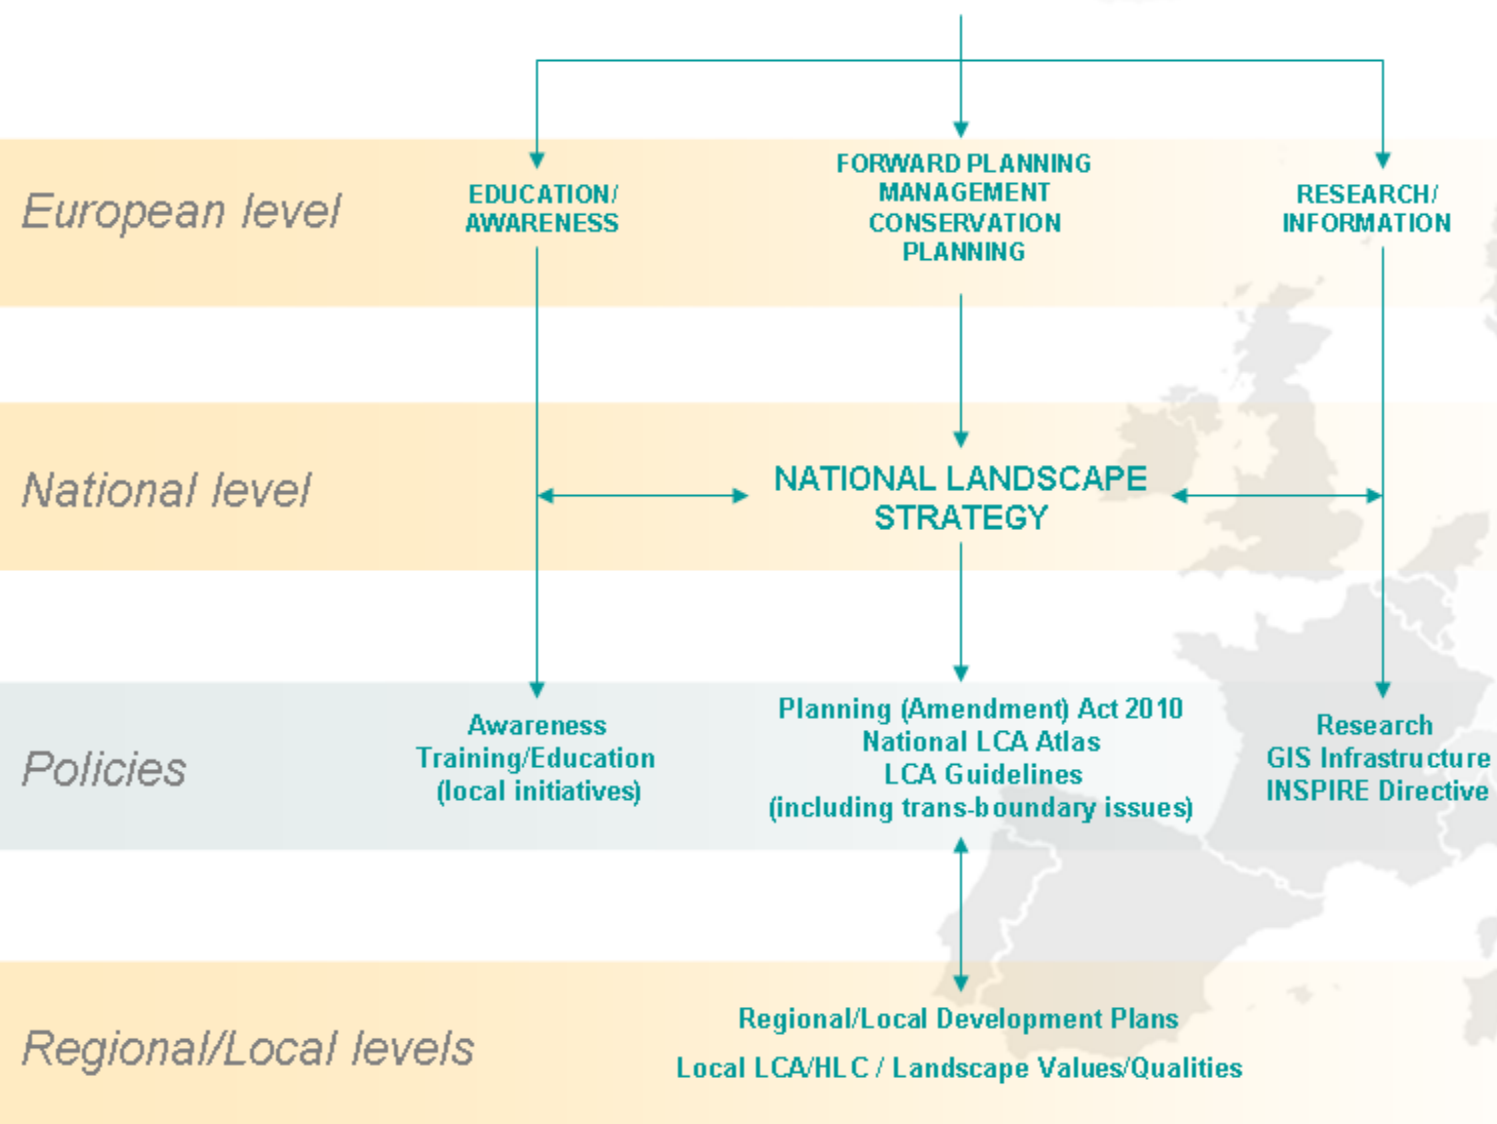 European level
EDUCATION/
AWARENESS
FORWARD PLANNING
MANAGEMENT
CONSERVATION
PLANNING
RESEARCH/
INFORMATION
National level
NATIONAL LANDSCAPE
STRATEGY
Policies
Awareness
Training/Education
(local initiatives)
Planning (Amendment) Act 2010
National LCA Atlas
LCA Guidelines
(including trans-boundary issues)
Research
GIS Infrastructure
INSPIRE Directive
Regional/Local levels
Regional/Local Development Plans
Local LCA/HLC / Landscape Values/Qualities